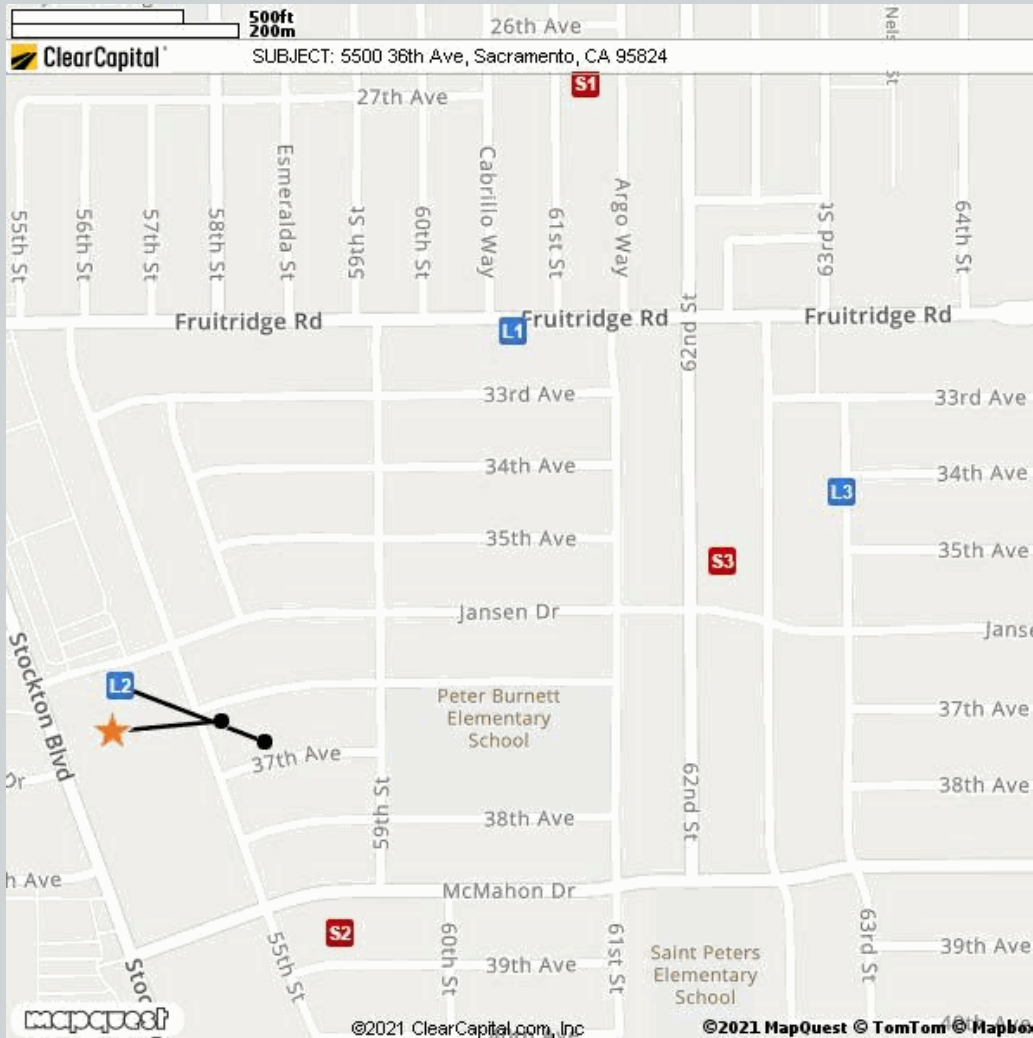 500ft
200m
26th Ave
ClearCapital
SUBJECT: 5500 36th Ave, Sacramento, CA 95824
S1
27th Ave
55th St
56th St
57th St
58th St
Esmeralda St
59th St
60th St
Cabrillo Way
61st St
Argo Way
63rd St
64th St
Fruitridge Rd
L1
Fruitridge Rd
Fruitridge Rd
62nd St
33rd Ave
33rd Ave
34th Ave
34th Ave
L3
35th Ave
35th Ave
S3
Jansen Dr
Stockton Blvd
L2
Peter Burnett
Elementary
School
37th Ave
37th Ave
Dr
38th Ave
59th St
62nd St
38th Ave
h Ave
McMahon Dr
S2
55th St
60th St
39th Ave
61st St
Saint Peters
Elementary
School
63rd St
39th Ave
mapquest
©2021 ClearCapital.com, Inc
©2021 MapQuest © TomTom © Mapbox